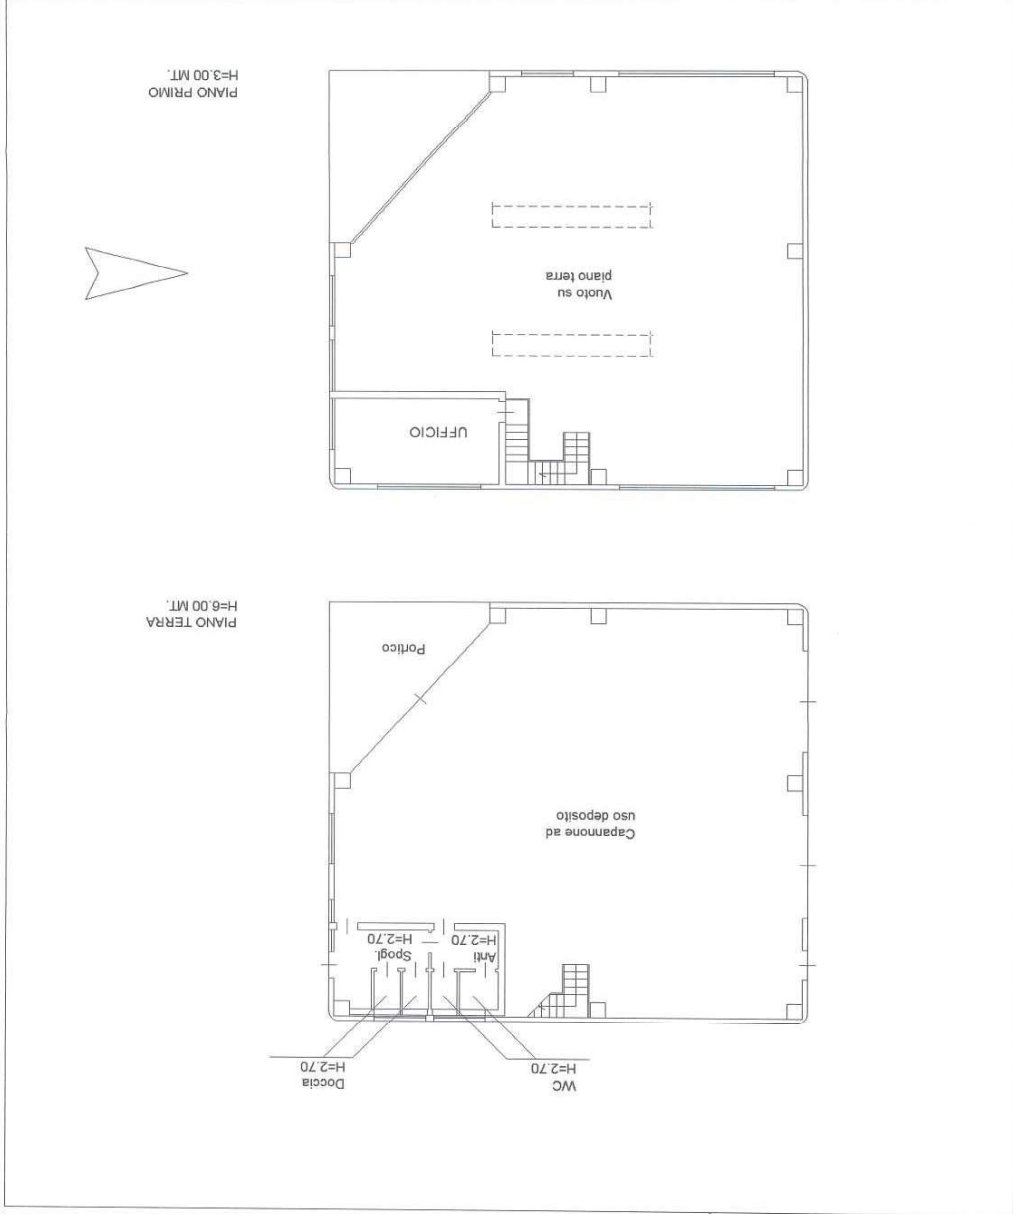 WC
H=2.70
Doccia
H=2.70
Anti
H=2.70
Spogl.
H=2.70
Capannone ad
uso deposito
Portico
PIANO TERRA
H=6.00 MT.
UFFICIO
Vuoto su
piano terra
PIANO PRIMO
H=3.00 MT.